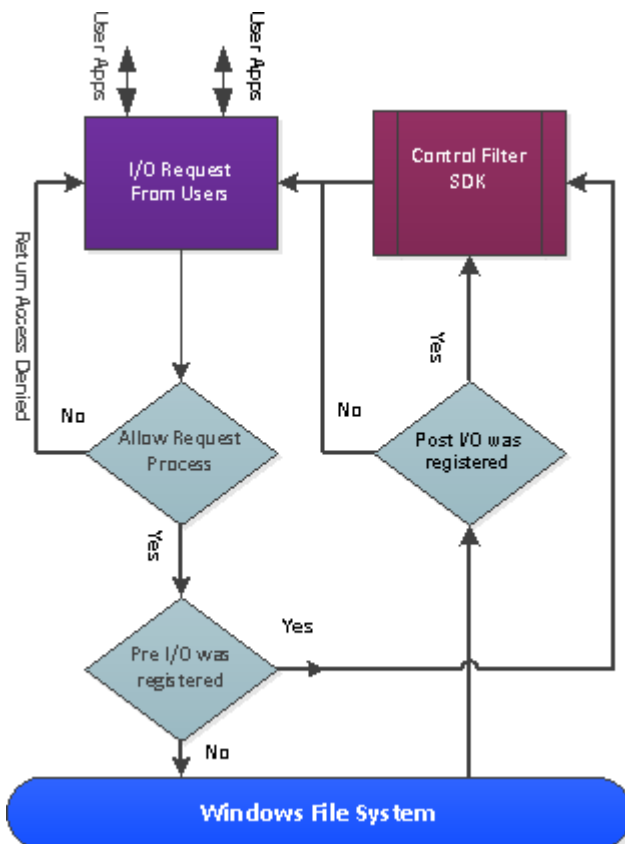 User Apps
User Apps
I/O Request
From Users
Control Filter
SDK
Return Access Denied
No
Allow Request
Process
Yes
No
Post I/O was
registered
Yes
Pre I/O was
registered
Yes
No
Windows File System